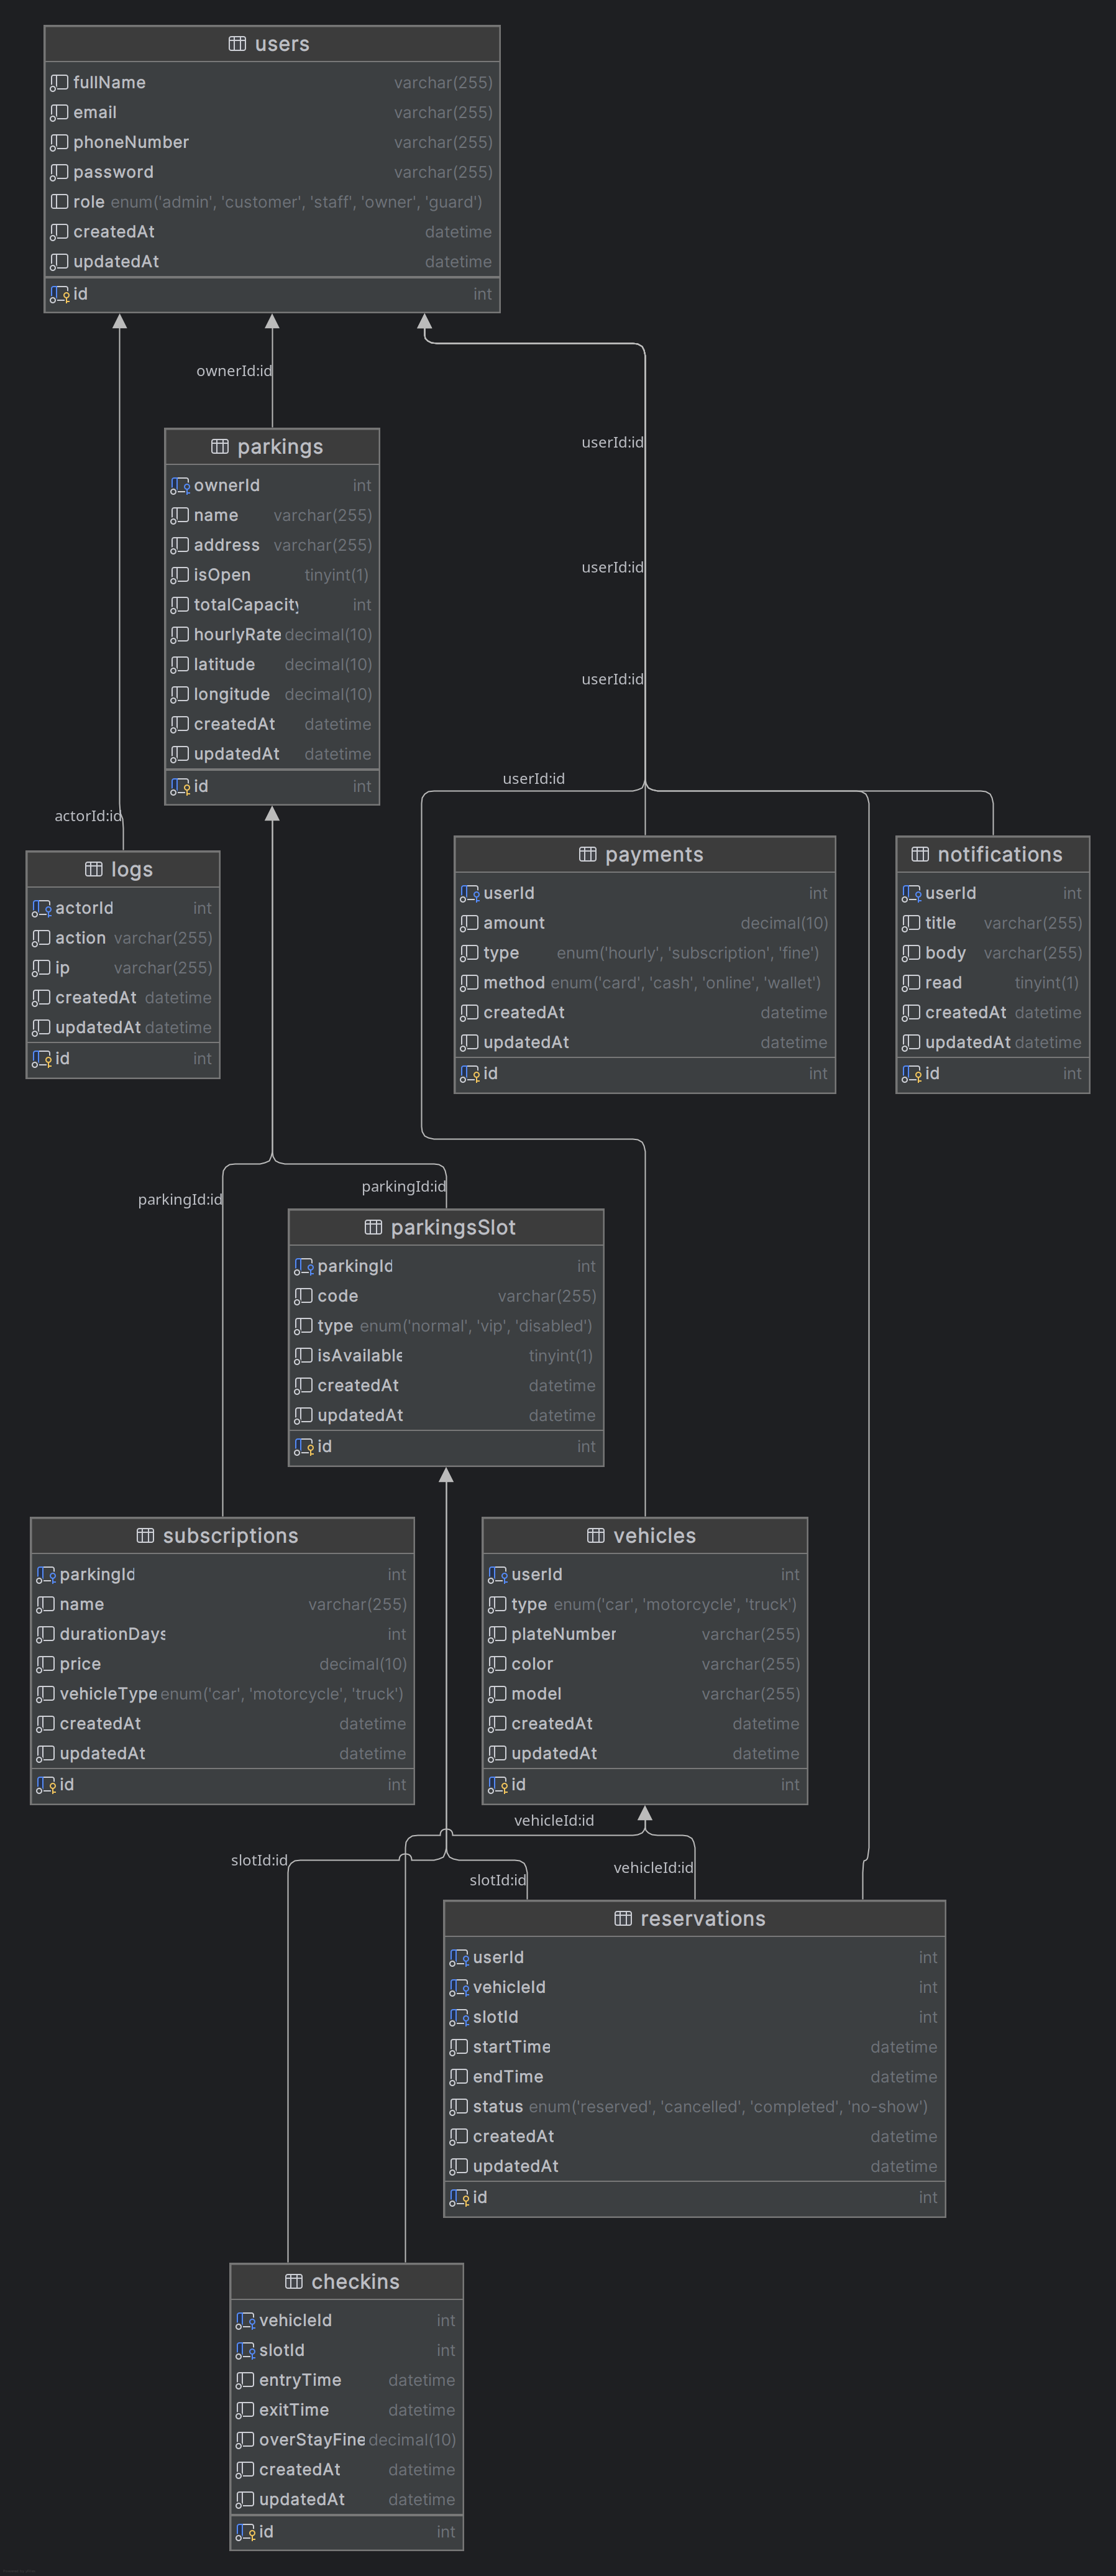 users
fullName varchar(255)
email varchar(255)
phoneNumber varchar(255)
password varchar(255)
role enum('admin', 'customer', 'staff', 'owner', 'guard')
createdAt datetime
updatedAt datetime
id int
ownerId:id
parkings
ownerId int
name varchar(255)
address varchar(255)
isOpen tinyint(1)
totalCapacity int
hourlyRate decimal(10)
latitude decimal(10)
longitude decimal(10)
createdAt datetime
updatedAt datetime
id int
userId:id
userId:id
userId:id
userId:id
actorId:id
logs
actorId int
action varchar(255)
ip varchar(255)
createdAt datetime
updatedAt datetime
id int
payments
userId int
amount decimal(10)
type enum('hourly', 'subscription', 'fine')
method enum('card', 'cash', 'online', 'wallet')
createdAt datetime
updatedAt datetime
id int
notifications
userId int
title varchar(255)
body varchar(255)
read tinyint(1)
createdAt datetime
updatedAt datetime
id int
parkingId:id
parkingId:id
parkingsSlot
parkingId int
code varchar(255)
type enum('normal', 'vip', 'disabled')
isAvailable tinyint(1)
createdAt datetime
updatedAt datetime
id int
subscriptions
parkingId int
name varchar(255)
durationDays int
price decimal(10)
vehicleType enum('car', 'motorcycle', 'truck')
createdAt datetime
updatedAt datetime
id int
vehicles
userId int
type enum('car', 'motorcycle', 'truck')
plateNumber varchar(255)
color varchar(255)
model varchar(255)
createdAt datetime
updatedAt datetime
id int
vehicleId:id
slotId:id
vehicleId:id
slotId:id
reservations
userId int
vehicleId int
slotId int
startTime datetime
endTime datetime
status enum('reserved', 'cancelled', 'completed', 'no-show')
createdAt datetime
updatedAt datetime
id int
checkins
vehicleId int
slotId int
entryTime datetime
exitTime datetime
overStayFine decimal(10)
createdAt datetime
updatedAt datetime
id int